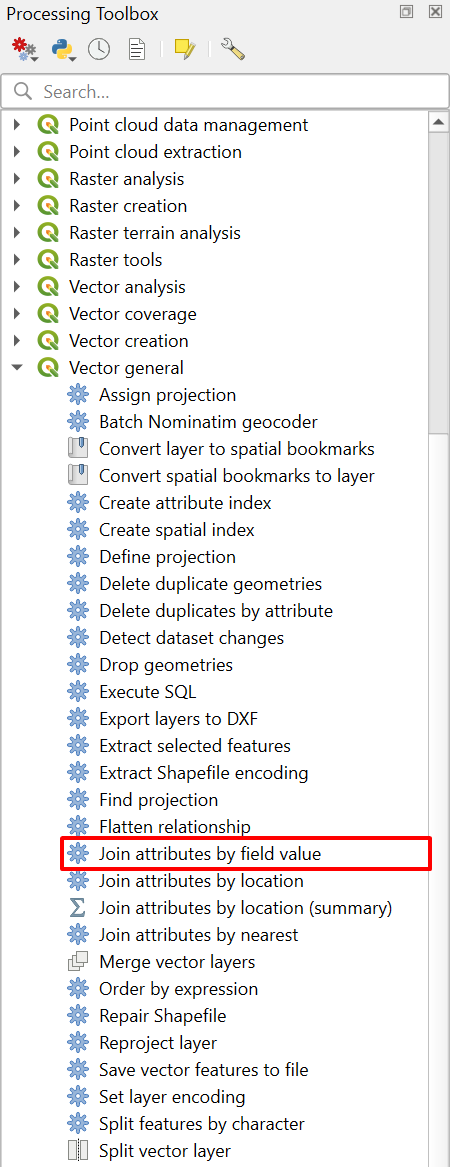 Processing Toolbox
Search...
Point cloud data management
Point cloud extraction
Raster analysis
Raster creation
Raster terrain analysis
Raster tools
Vector analysis
Vector coverage
Vector creation
Vector general
Assign projection
Batch Nominatim geocoder
Convert layer to spatial bookmarks
Convert spatial bookmarks to layer
Create attribute index
Create spatial index
Define projection
Delete duplicate geometries
Delete duplicates by attribute
Detect dataset changes
Drop geometries
Execute SQL
Export layers to DXF
Extract selected features
Extract Shapefile encoding
Find projection
Flatten relationship
Join attributes by field value
Join attributes by location
Join attributes by location (summary)
Join attributes by nearest
Merge vector layers
Order by expression
Repair Shapefile
Reproject layer
Save vector features to file
Set layer encoding
Split features by character
Split vector layer